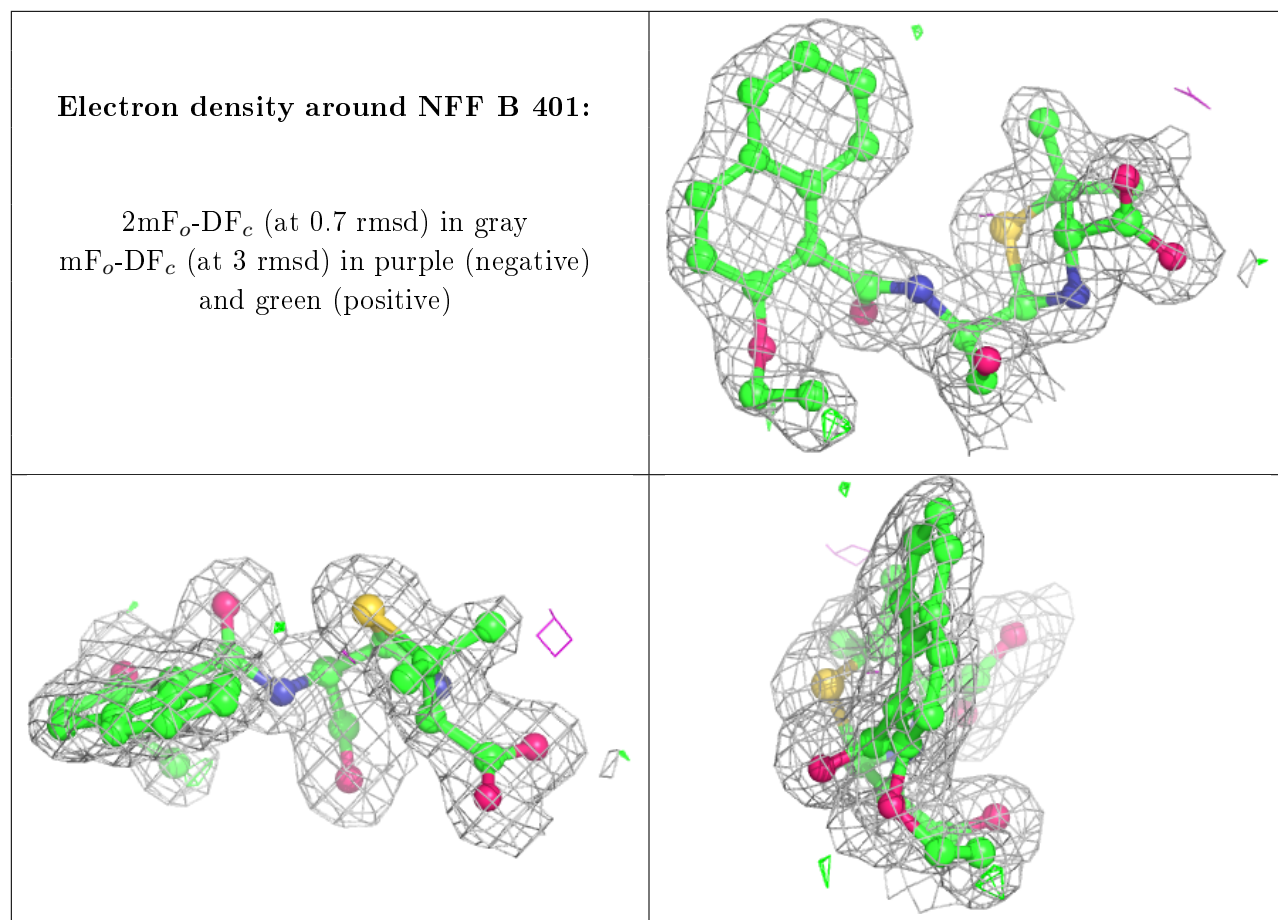 Electron density around NFF B 401:
2mFₒ-DF𝒸 (at 0.7 rmsd) in gray
mFₒ-DF𝒸 (at 3 rmsd) in purple (negative)
and green (positive)